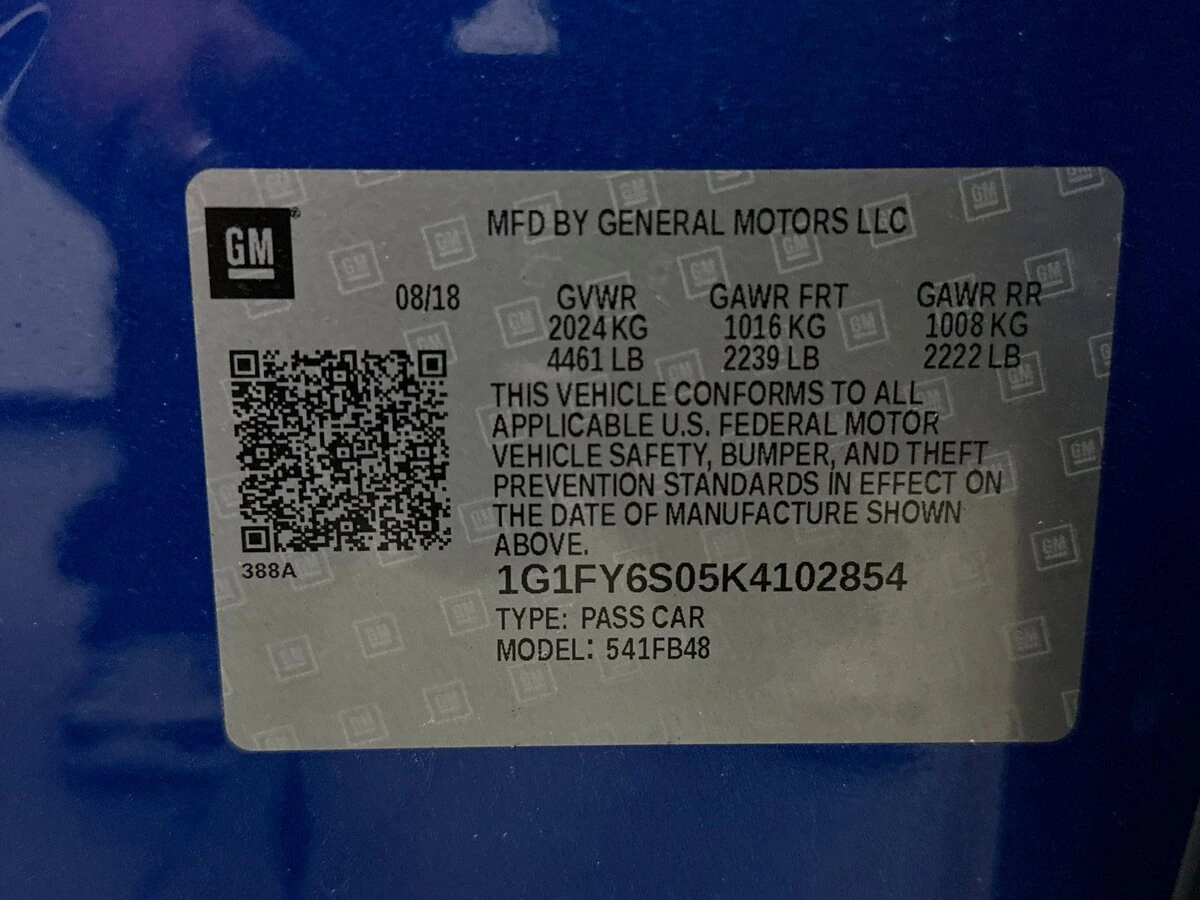 GM®
MFD BY GENERAL MOTORS LLC
08/18 GVWR GAWR FRT GAWR RR
2024 KG 1016 KG 1008 KG
4461 LB 2239 LB 2222 LB
THIS VEHICLE CONFORMS TO ALL
APPLICABLE U.S. FEDERAL MOTOR
VEHICLE SAFETY, BUMPER, AND THEFT
PREVENTION STANDARDS IN EFFECT ON
THE DATE OF MANUFACTURE SHOWN
ABOVE.
388A
1G1FY6S05K4102854
TYPE: PASS CAR
MODEL: 541FB48